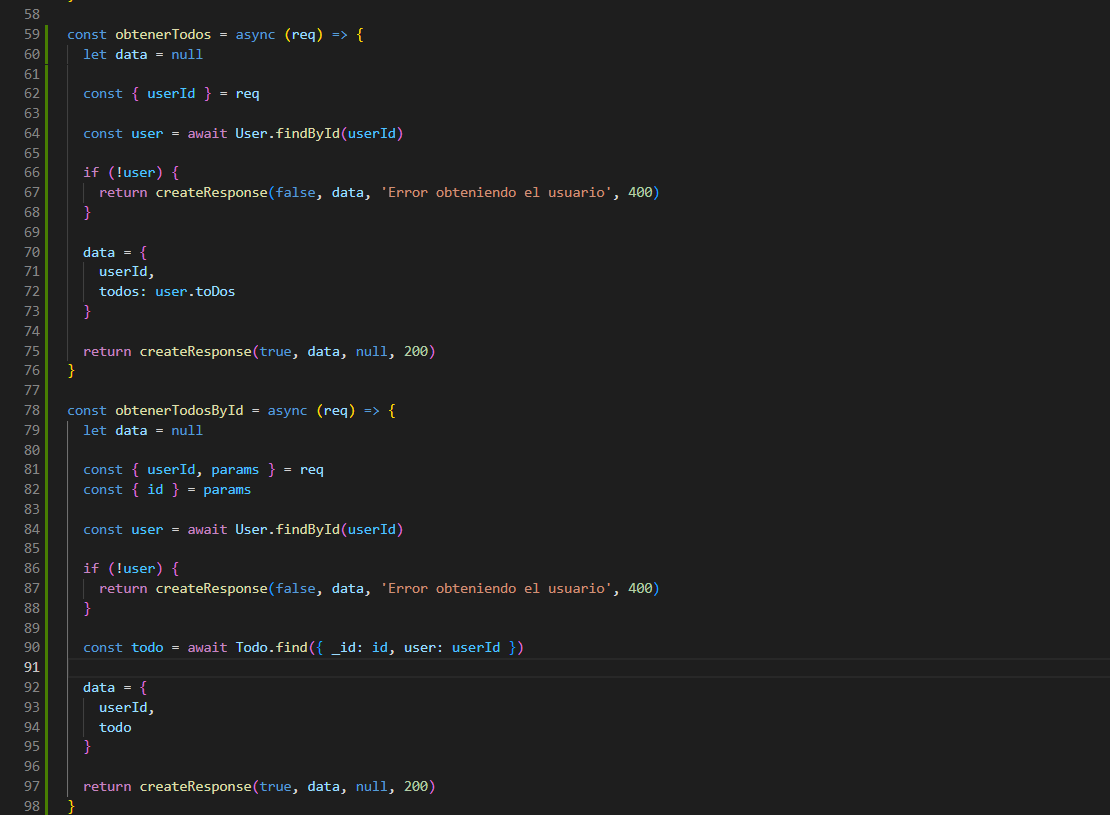 58
59 const obtenerTodos = async (req) => {
60 let data = null
61
62 const { userId } = req
63
64 const user = await User.findById(userId)
65
66 if (!user) {
67 return createResponse(false, data, 'Error obteniendo el usuario', 400)
68 }
69
70 data = {
71 userId,
72 todos: user.toDos
73 }
74
75 return createResponse(true, data, null, 200)
76 }
77
78 const obtenerTodosById = async (req) => {
79 let data = null
80
81 const { userId, params } = req
82 const { id } = params
83
84 const user = await User.findById(userId)
85
86 if (!user) {
87 return createResponse(false, data, 'Error obteniendo el usuario', 400)
88 }
89
90 const todo = await Todo.find({ _id: id, user: userId })
91
92 data = {
93 userId,
94 todo
95 }
96
97 return createResponse(true, data, null, 200)
98 }